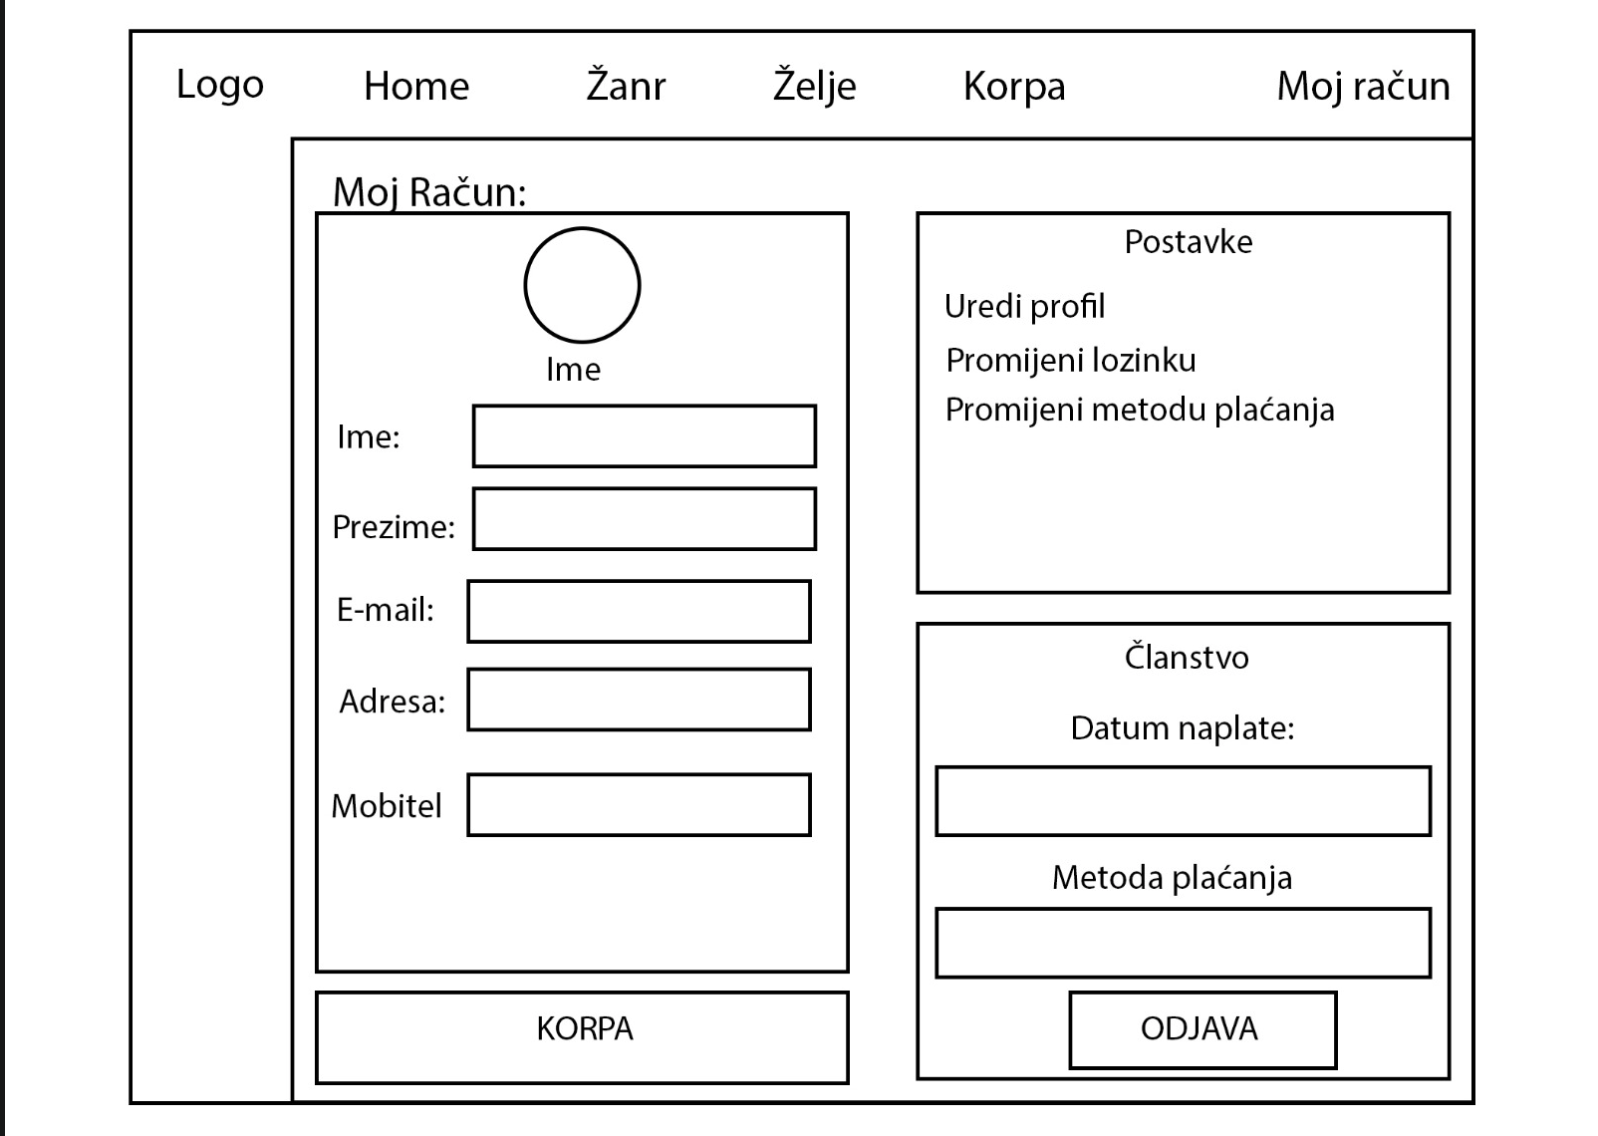 Logo Home Žanr Želje Korpa Moj račun
Moj Račun:
Ime
Ime:
Prezime:
E-mail:
Adresa:
Mobitel
KORPA
Postavke
Uredi profil
Promijeni lozinku
Promijeni metodu plaćanja
Članstvo
Datum naplate:
Metoda plaćanja
ODJAVA